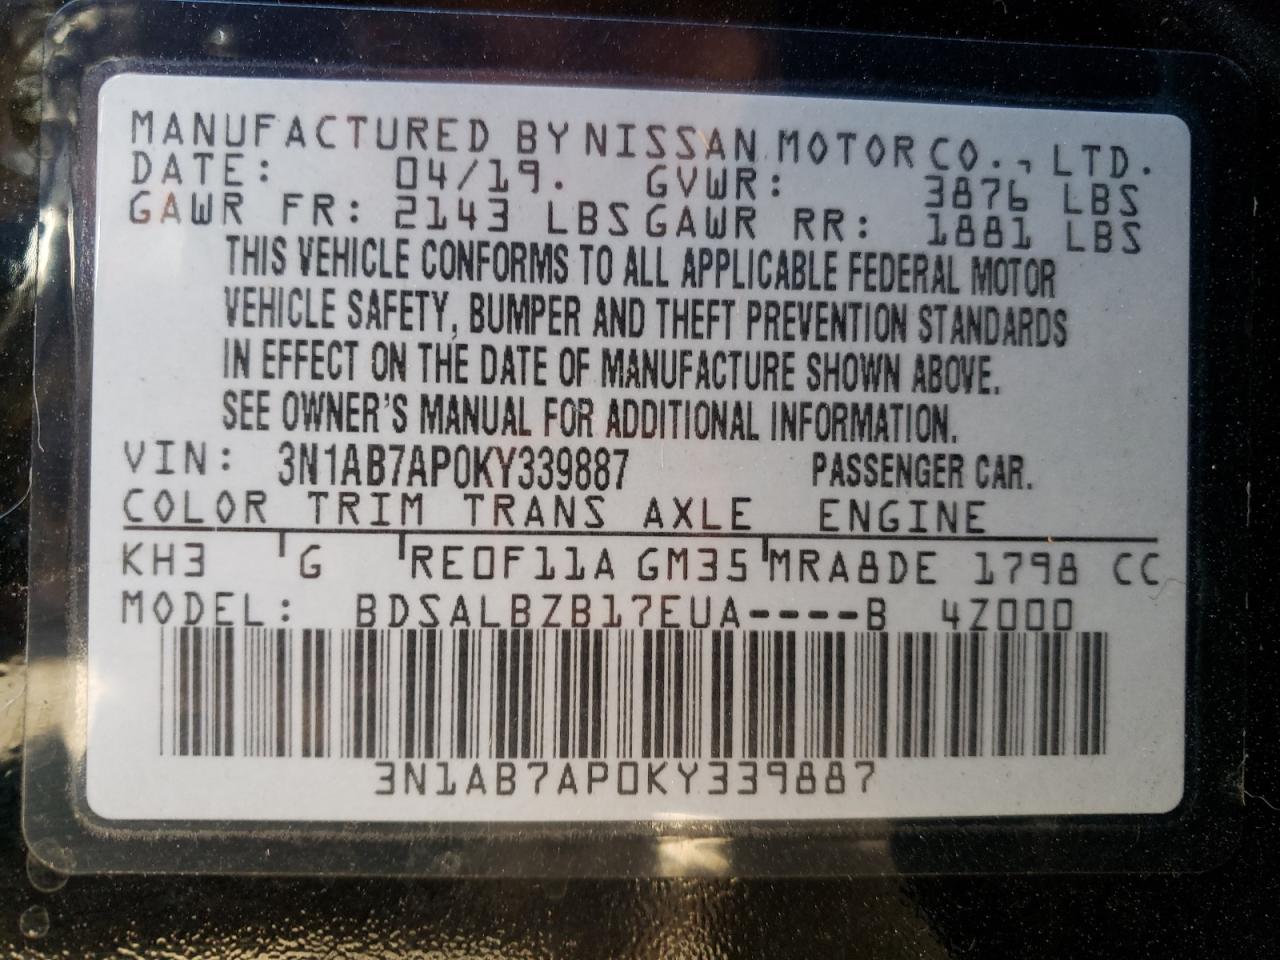 MANUFACTURED BY NISSAN MOTOR CO., LTD.
DATE: 04/19. GVWR: 3876 LBS
GAWR FR: 2143 LBS GAWR RR: 1881 LBS
THIS VEHICLE CONFORMS TO ALL APPLICABLE FEDERAL MOTOR
VEHICLE SAFETY, BUMPER AND THEFT PREVENTION STANDARDS
IN EFFECT ON THE DATE OF MANUFACTURE SHOWN ABOVE.
SEE OWNER'S MANUAL FOR ADDITIONAL INFORMATION.
VIN: 3N1AB7AP0KY339887 PASSENGER CAR.
COLOR TRIM TRANS AXLE ENGINE
KH3 G RE0F11A GM35 MRA8DE 1798 CC
MODEL: BDSALBZB17EUA----B 4Z000
3N1AB7AP0KY339887